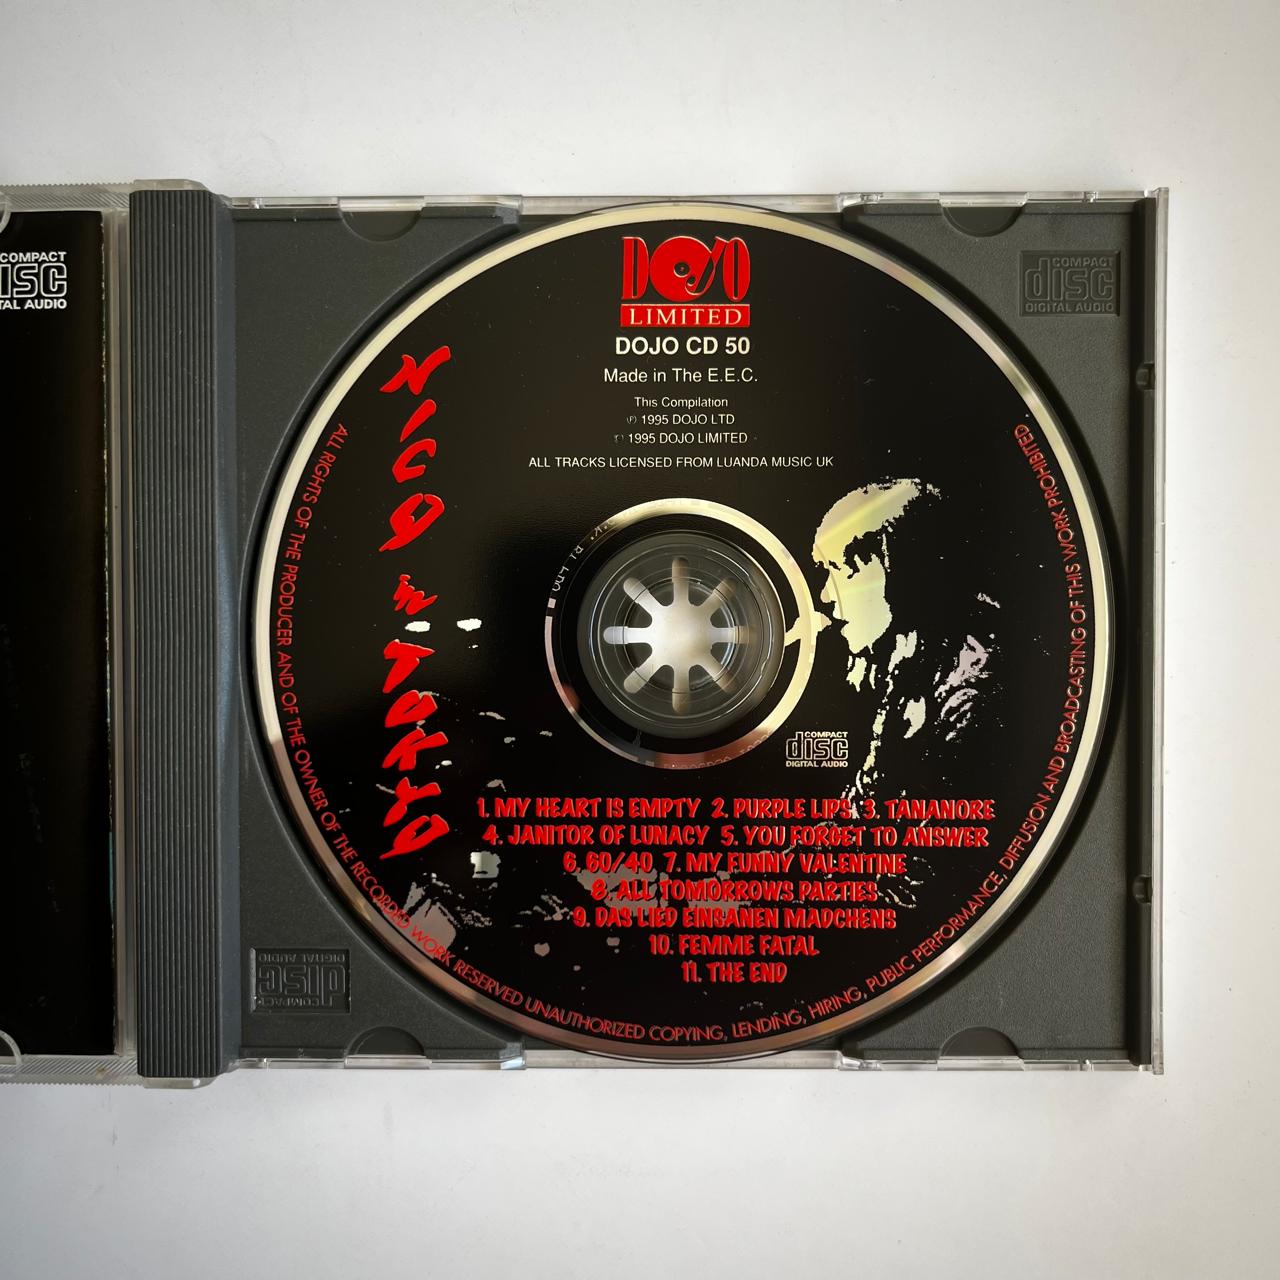 COMPACT
disc
DIGITAL AUDIO
DOJO
LIMITED
DOJO CD 50
Made in The E.E.C.
This Compilation
℗ 1995 DOJO LTD
© 1995 DOJO LIMITED
ALL TRACKS LICENSED FROM LUANDA MUSIC UK
NICO IN TOKYO
COMPACT
disc
DIGITAL AUDIO
1. MY HEART IS EMPTY 2. PURPLE LIPS 3. TANANORE
4. JANITOR OF LUNACY 5. YOU FORGET TO ANSWER
6. 60/40 7. MY FUNNY VALENTINE
8. ALL TOMORROWS PARTIES
9. DAS LIED EINSANEN MADCHENS
10. FEMME FATAL
11. THE END
ALL RIGHTS OF THE PRODUCER AND OF THE OWNER OF THE RECORDED WORK RESERVED UNAUTHORIZED COPYING, LENDING, HIRING, PUBLIC PERFORMANCE, DIFFUSION AND BROADCASTING OF THIS WORK PROHIBITED
COMPACT
disc
DIGITAL AUDIO
COMPACT
disc
DIGITAL AUDIO